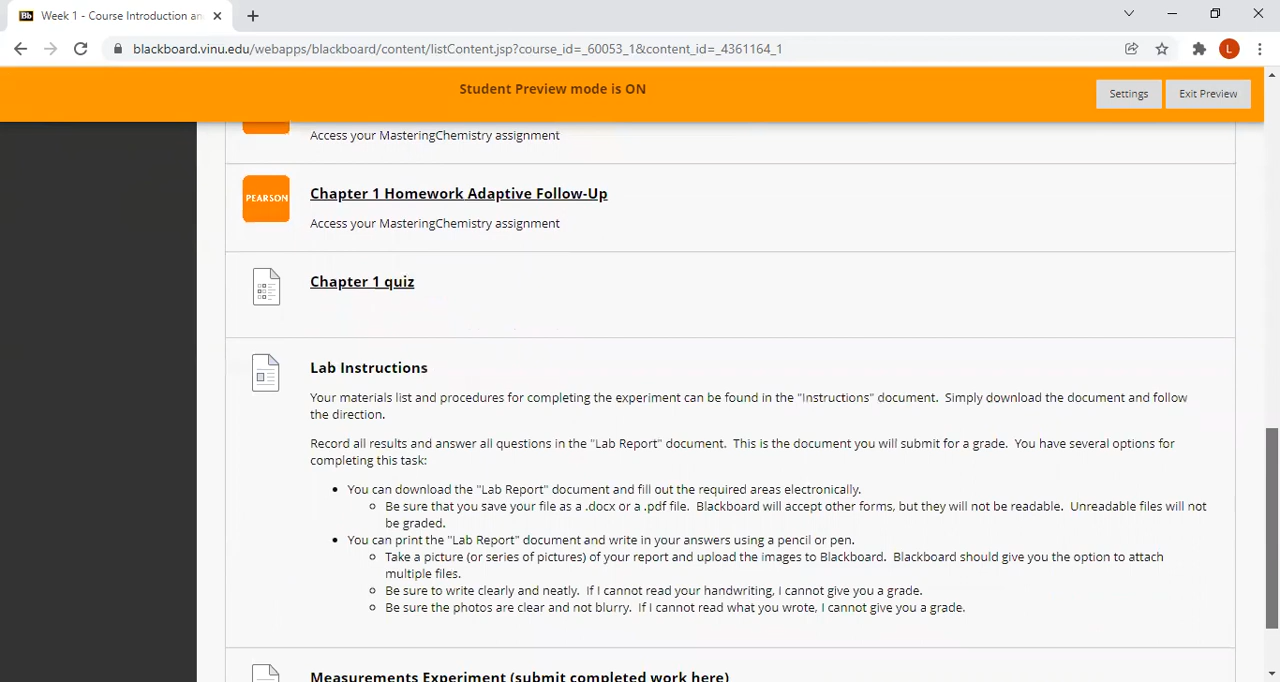 Bb Week 1 - Course Introduction an
blackboard.vinu.edu/webapps/blackboard/content/listContent.jsp?course_id=_60053_1&content_id=_4361164_1
L
Student Preview mode is ON
Settings
Exit Preview
Access your MasteringChemistry assignment
PEARSON
Chapter 1 Homework Adaptive Follow-Up
Access your MasteringChemistry assignment
Chapter 1 quiz
Lab Instructions
Your materials list and procedures for completing the experiment can be found in the "Instructions" document. Simply download the document and follow
the direction.
Record all results and answer all questions in the "Lab Report" document. This is the document you will submit for a grade. You have several options for
completing this task:
You can download the "Lab Report" document and fill out the required areas electronically.
Be sure that you save your file as a .docx or a .pdf file. Blackboard will accept other forms, but they will not be readable. Unreadable files will not
be graded.
You can print the "Lab Report" document and write in your answers using a pencil or pen.
Take a picture (or series of pictures) of your report and upload the images to Blackboard. Blackboard should give you the option to attach
multiple files.
Be sure to write clearly and neatly. If I cannot read your handwriting, I cannot give you a grade.
Be sure the photos are clear and not blurry. If I cannot read what you wrote, I cannot give you a grade.
Measurements Experiment (submit completed work here)